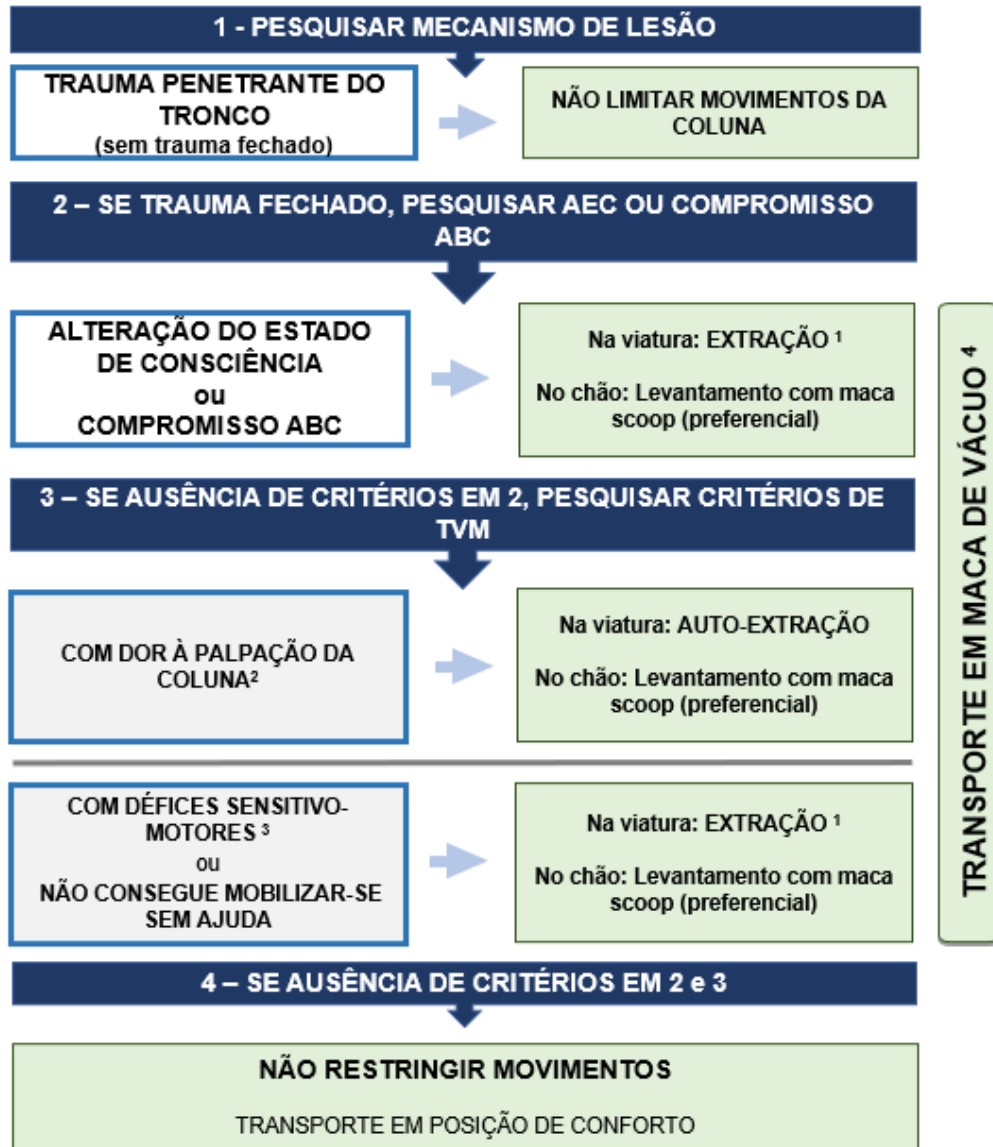 1 - PESQUISAR MECANISMO DE LESÃO
TRAUMA PENETRANTE DO
TRONCO
(sem trauma fechado)
NÃO LIMITAR MOVIMENTOS DA
COLUNA
2 – SE TRAUMA FECHADO, PESQUISAR AEC OU COMPROMISSO
ABC
ALTERAÇÃO DO ESTADO
DE CONSCIÊNCIA
ou
COMPROMISSO ABC
Na viatura: EXTRAÇÃO ¹
No chão: Levantamento com maca
scoop (preferencial)
3 – SE AUSÊNCIA DE CRITÉRIOS EM 2, PESQUISAR CRITÉRIOS DE
TVM
COM DOR À PALPAÇÃO DA
COLUNA²
Na viatura: AUTO-EXTRAÇÃO
No chão: Levantamento com maca
scoop (preferencial)
COM DÉFICES SENSITIVO-
MOTORES ³
ou
NÃO CONSEGUE MOBILIZAR-SE
SEM AJUDA
Na viatura: EXTRAÇÃO ¹
No chão: Levantamento com maca
scoop (preferencial)
TRANSPORTE EM MACA DE VÁCUO ⁴
4 – SE AUSÊNCIA DE CRITÉRIOS EM 2 e 3
NÃO RESTRINGIR MOVIMENTOS
TRANSPORTE EM POSIÇÃO DE CONFORTO